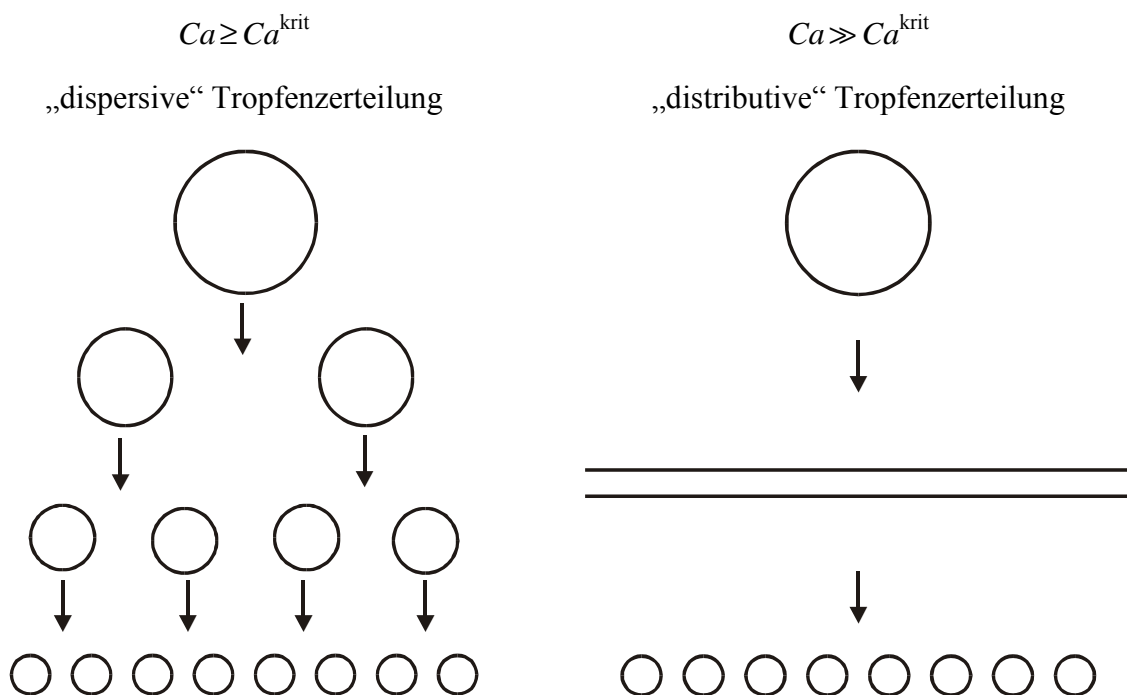 Ca ≥ Ca^krit
„dispersive“ Tropfenzerteilung
Ca ≫ Ca^krit
„distributive“ Tropfenzerteilung